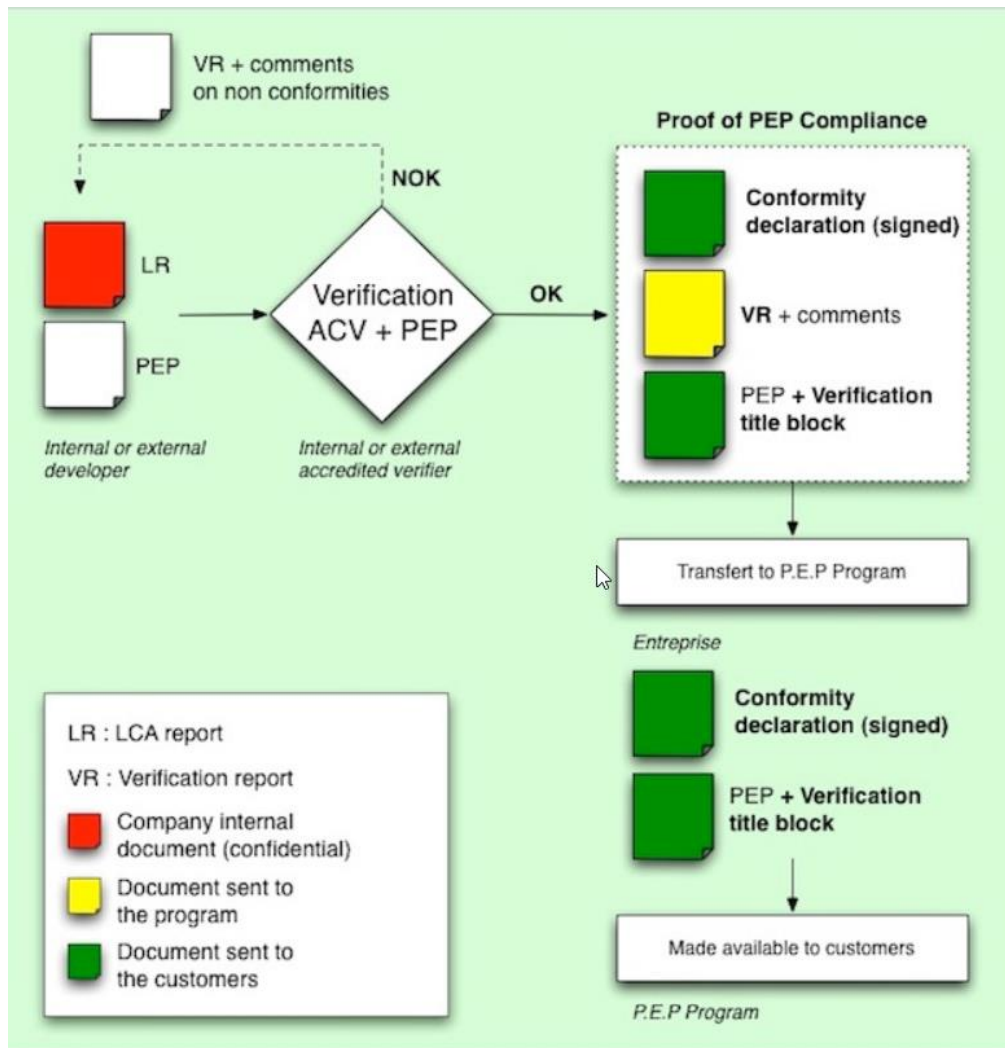 VR + comments
on non conformities
NOK
LR
PEP
Internal or external
developer
Verification
ACV + PEP
Internal or external
accredited verifier
OK
Proof of PEP Compliance
Conformity
declaration (signed)
VR + comments
PEP + Verification
title block
Transfert to P.E.P Program
Entreprise
Conformity
declaration (signed)
PEP + Verification
title block
Made available to customers
P.E.P Program
LR : LCA report
VR : Verification report
Company internal
document (confidential)
Document sent to
the program
Document sent to
the customers